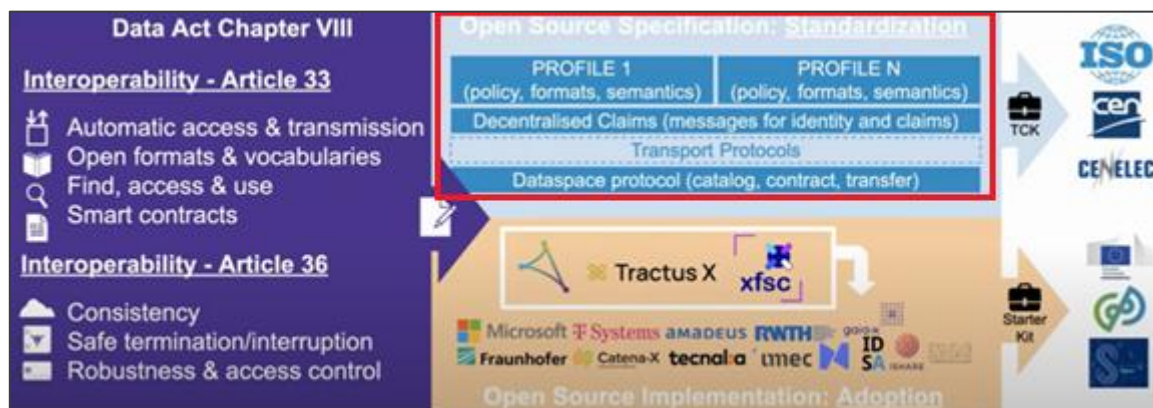 Data Act Chapter VIII
Interoperability - Article 33
Automatic access & transmission
Open formats & vocabularies
Find, access & use
Smart contracts
Interoperability - Article 36
Consistency
Safe termination/interruption
Robustness & access control
Open Source Specification: Standardization
PROFILE 1
(policy, formats, semantics)
PROFILE N
(policy, formats, semantics)
Decentralised Claims (messages for identity and claims)
Transport Protocols
Dataspace protocol (catalog, contract, transfer)
Tractus X
xfsc
Microsoft
T Systems
amadeus
RWTH
gaia-x
Fraunhofer
Catena-X
tecnalia
imec
IDSA
iSHARE
Open Source Implementation: Adoption
TCK
Starter
Kit
ISO
cen
CENELEC